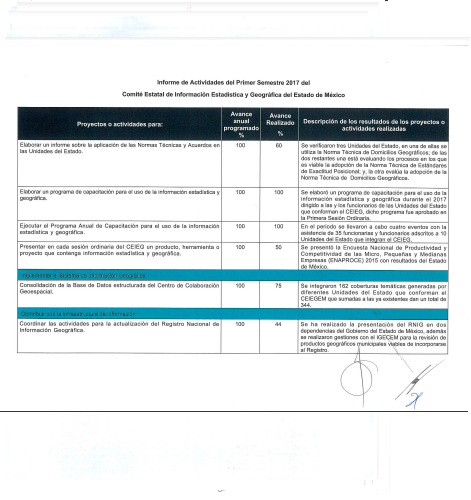 Informe de Actividades del Primer Semestre 2017 del
Comité Estatal de Información Estadística y Geográfica del Estado de México
Proyectos o actividades para:
Avance
anual
programado
%
Avance
Realizado
%
Descripción de los resultados de los proyectos o
actividades realizadas
Elaborar un informe sobre la aplicación de las Normas Técnicas y Acuerdos en
las Unidades del Estado.
100
60
Se verificaron tres Unidades del Estado, en una de ellas se
utiliza la Norma Técnica de Domicilios Geográficos; de las
dos restantes una está evaluando los procesos en los que
es viable la adopción de la Norma Técnica de Estándares
de Exactitud Posicional; y, la otra evalúa la adopción de la
Norma Técnica de Domicilios Geográficos.
Elaborar un programa de capacitación para el uso de la información estadística y
geográfica.
100
100
Se elaboró un programa de capacitación para el uso de la
información estadística y geográfica durante el 2017
dirigido a las y los funcionarios de las Unidades del Estado
que conforman el CEIEG, dicho programa fue aprobado en
la Primera Sesión Ordinaria.
Ejecutar el Programa Anual de Capacitación para el uso de la información
estadística y geográfica.
100
100
En el periodo se llevaron a cabo cuatro eventos con la
asistencia de 35 funcionarias y funcionarios adscritos a 10
Unidades del Estado que integran el CEIEG.
Presentar en cada sesión ordinaria del CEIEG un producto, herramienta o
proyecto que contenga información estadística y geográfica.
100
50
Se presentó la Encuesta Nacional de Productividad y
Competitividad de las Micro, Pequeñas y Medianas
Empresas (ENAPROCE) 2015 con resultados del Estado
de México.
Consolidación de la Base de Datos estructurada del Centro de Colaboración
Geoespacial.
100
75
Se integraron 162 coberturas temáticas generadas por
diferentes Unidades del Estado que conforman el
CEIEGEM que sumadas a las ya existentes dan un total de
344.
Coordinar las actividades para la actualización del Registro Nacional de
Información Geográfica.
100
44
Se ha realizado la presentación del RNIG en dos
dependencias del Gobierno del Estado de México, además
se realizaron gestiones con el IGECEM para la revisión de
productos geográficos municipales viables de incorporarse
al Registro.